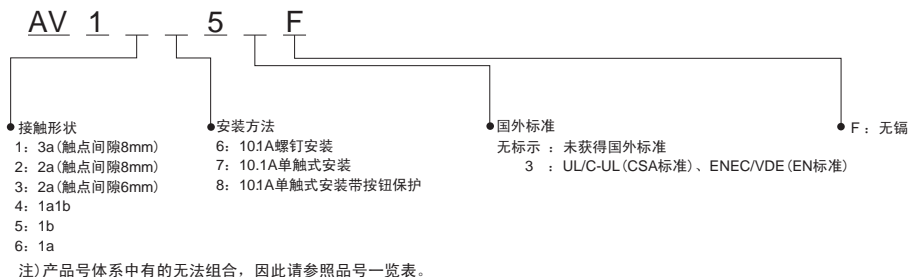 AV 1 _ _ 5 _ F
接触形状
1：3a(触点间隙8mm)
2：2a(触点间隙8mm)
3：2a(触点间隙6mm)
4：1a1b
5：1b
6：1a
安装方法
6：10.1A螺钉安装
7：10.1A单触式安装
8：10.1A单触式安装带按钮保护
国外标准
无标示 ：未获得国外标准
3 ：UL/C-UL(CSA标准)、ENEC/VDE(EN标准)
F：无镉
注)产品号体系中有的无法组合，因此请参照品号一览表。